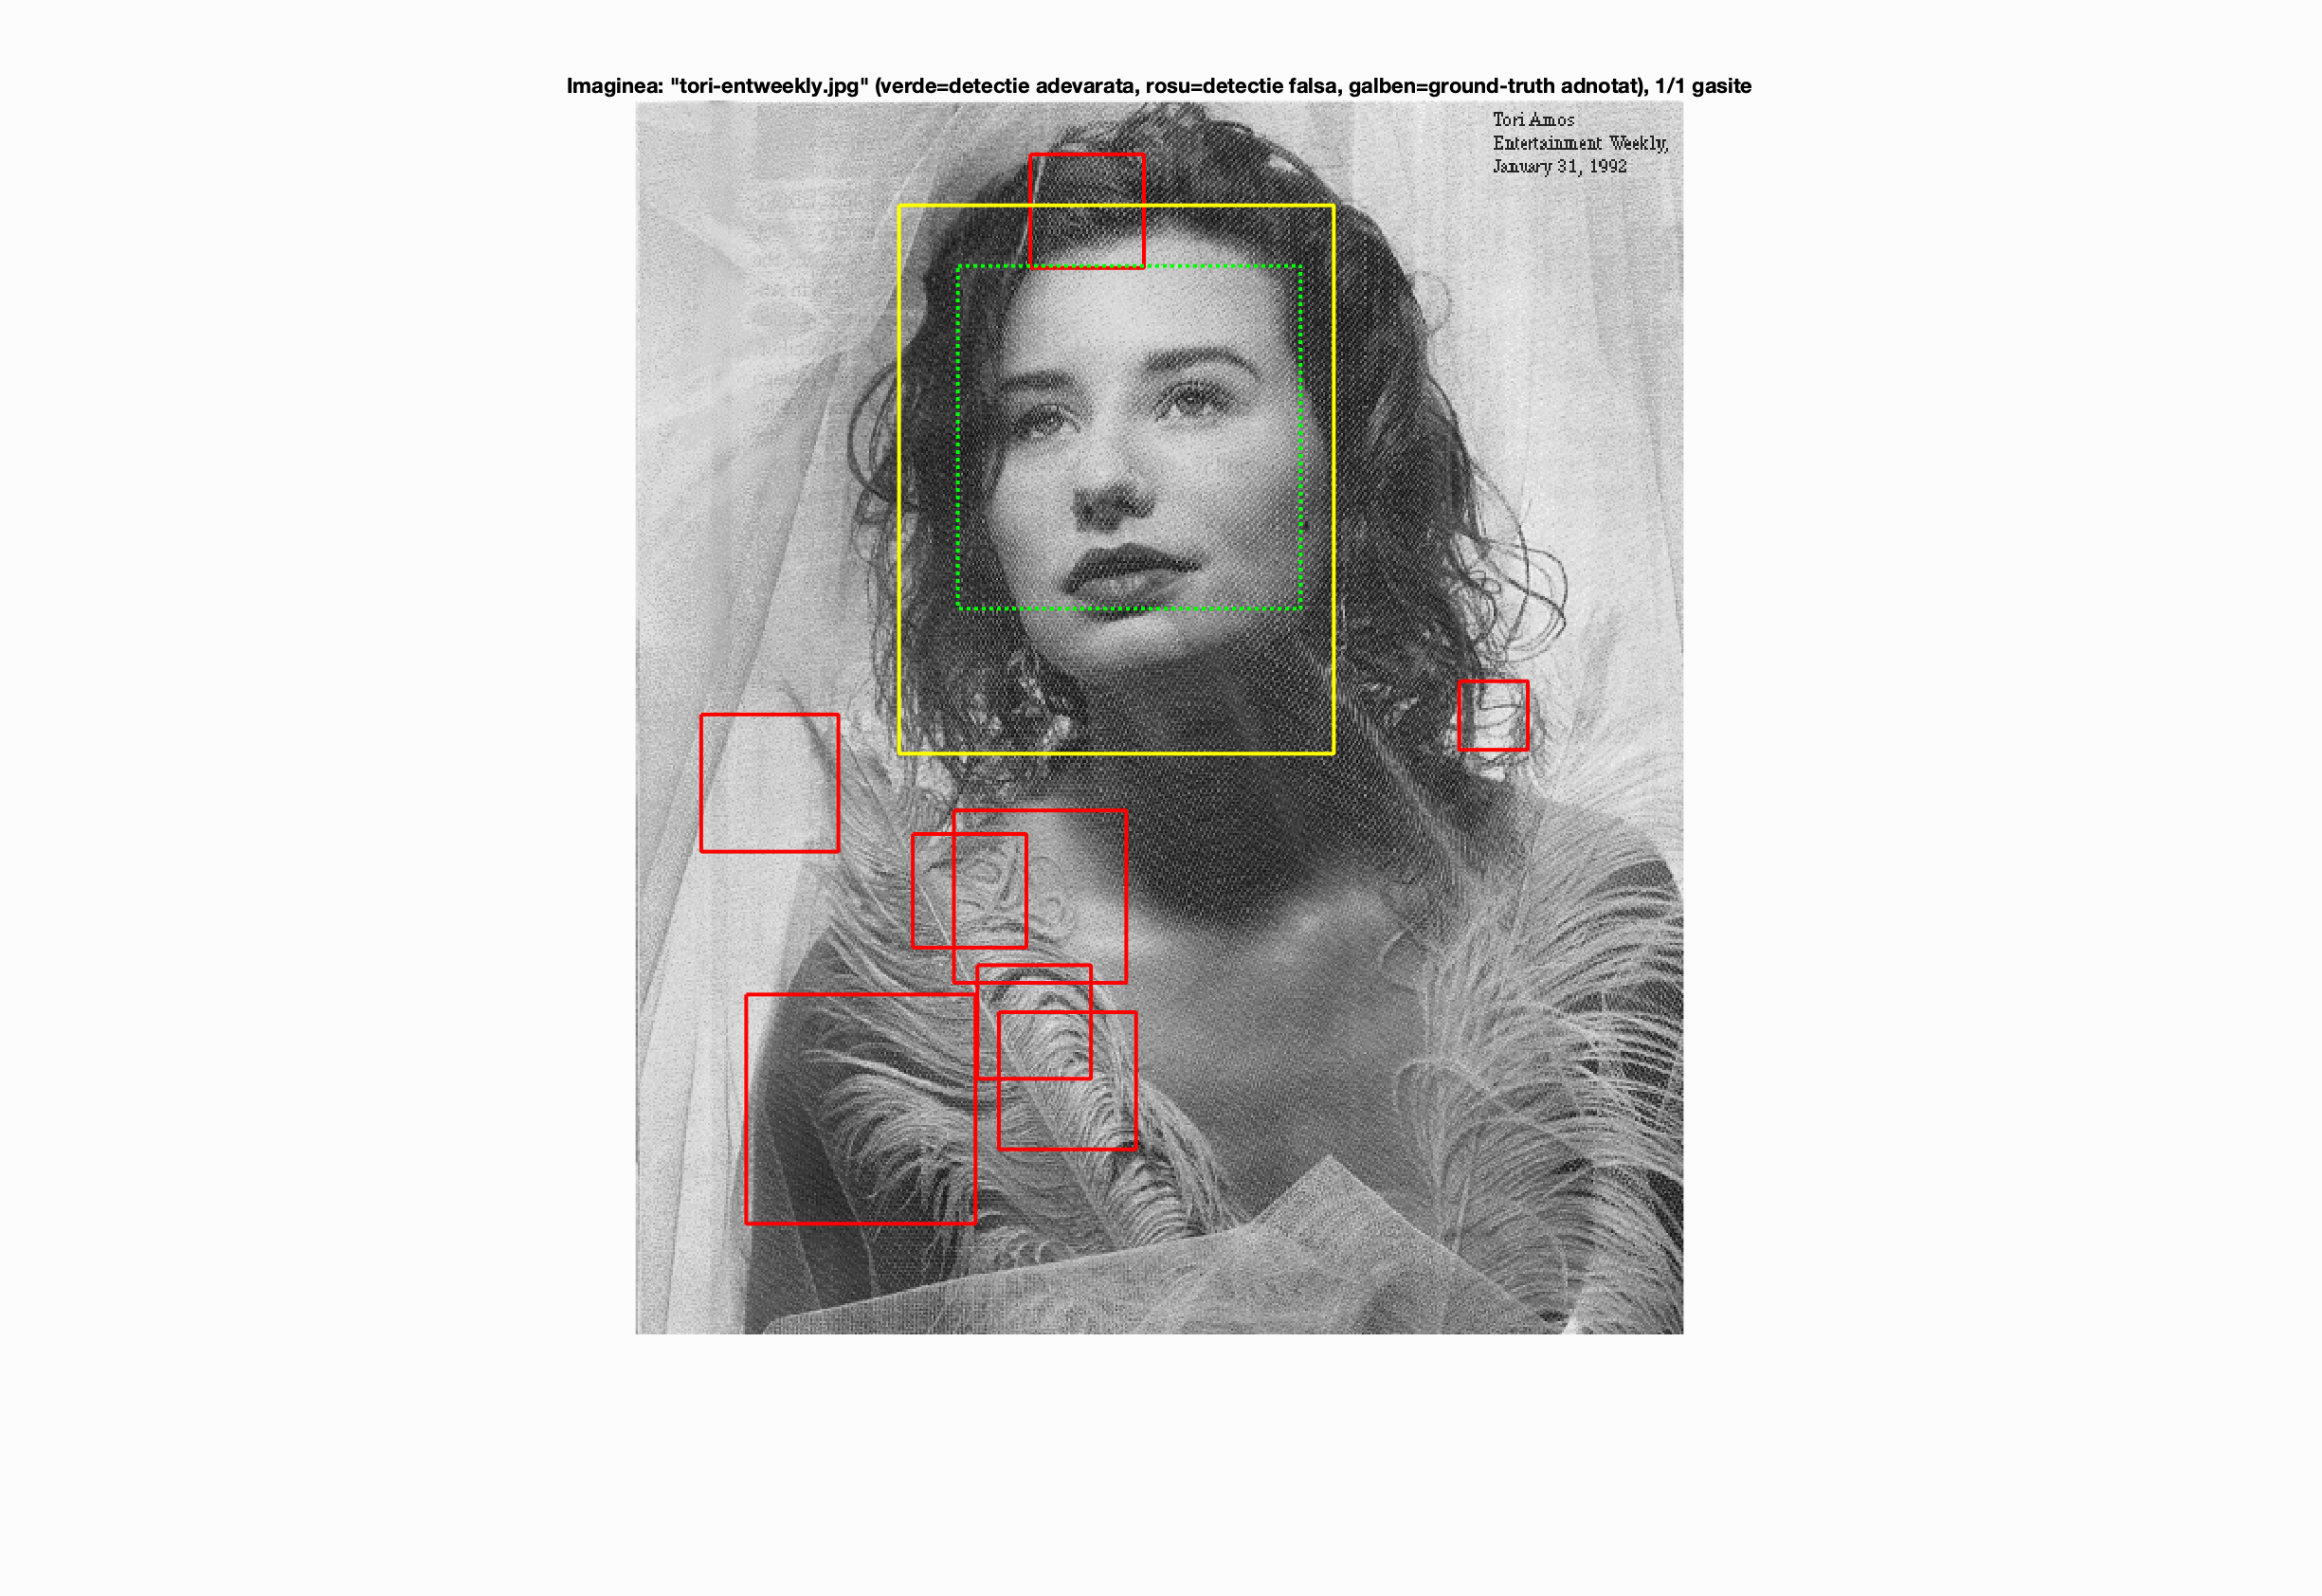 Imaginea: "tori-entweekly.jpg" (verde=detectie adevarata, rosu=detectie falsa, galben=ground-truth adnotat), 1/1 gasite
Tori Amos
Entertainment Weekly,
January 31, 1992